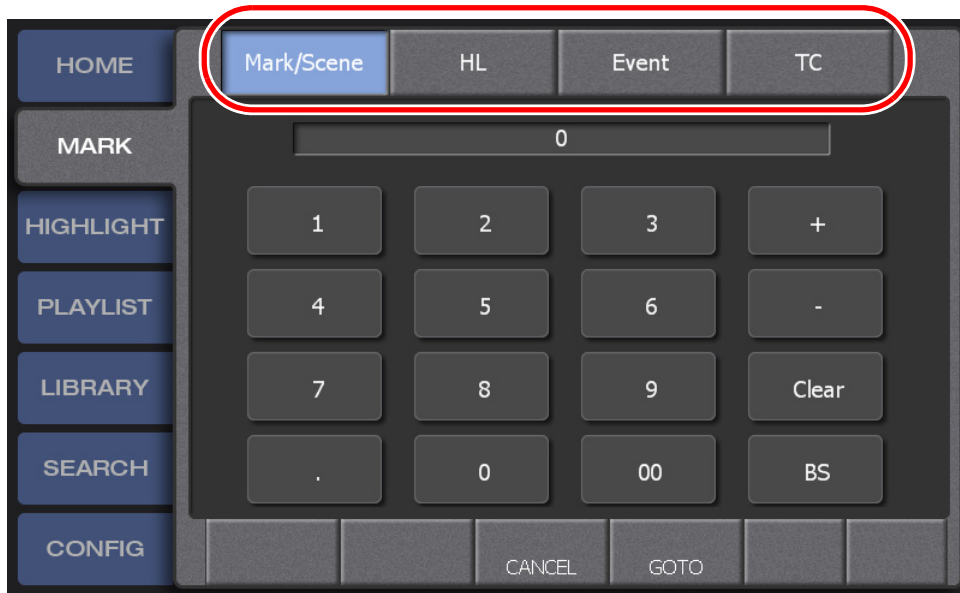 HOME
MARK
HIGHLIGHT
PLAYLIST
LIBRARY
SEARCH
CONFIG
Mark/Scene HL Event TC
0
1 2 3 +
4 5 6 -
7 8 9 Clear
. 0 00 BS
CANCEL GOTO